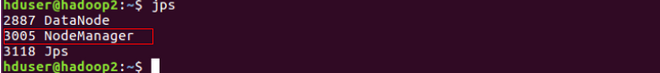 hduser@hadoop2:~$ jps
2887 DataNode
3005 NodeManager
3118 Jps
hduser@hadoop2:~$